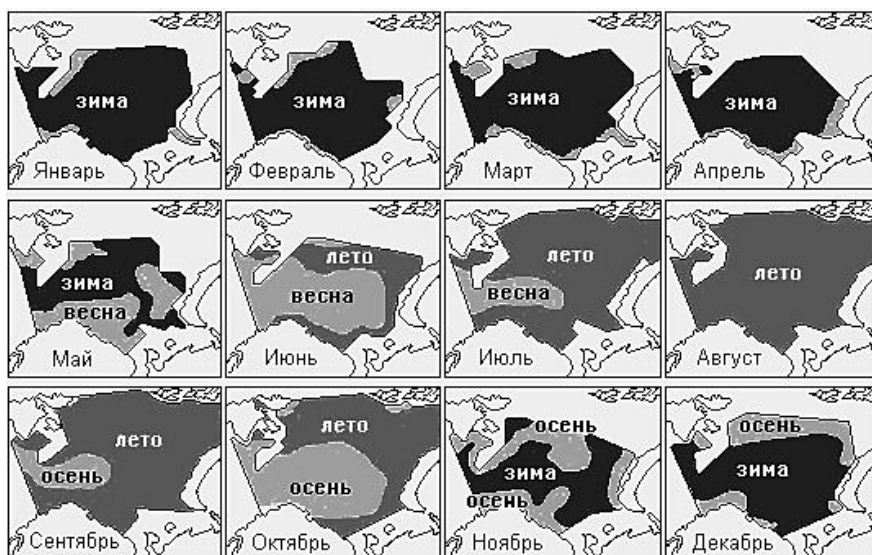 зима
Январь
зима
Февраль
зима
Март
зима
Апрель
зима
весна
Май
лето
весна
Июнь
лето
весна
Июль
лето
Август
лето
осень
Сентябрь
лето
осень
Октябрь
осень
зима
осень
Ноябрь
осень
зима
Декабрь